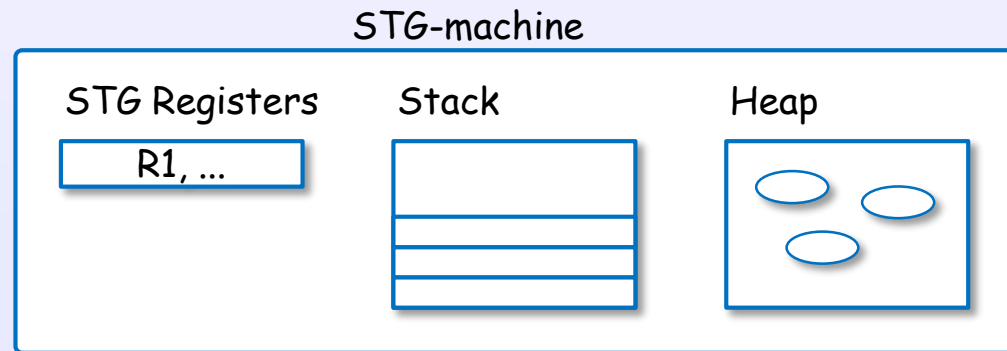 STG-machine
STG Registers
Stack
Heap
R1, ...